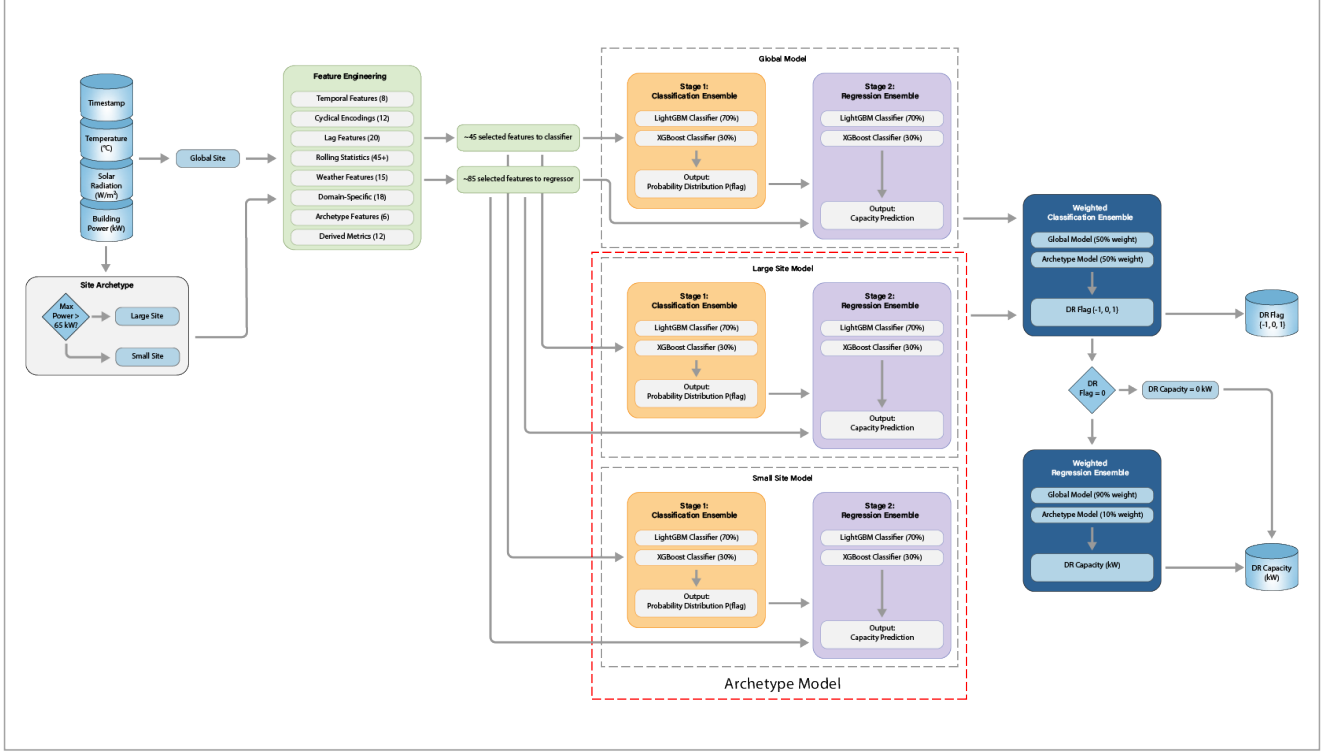 Timestamp
Temperature
(°C)
Solar
Radiation
(W/m²)
Building
Power (kW)
Global Site
Site Archetype
Max
Power >
65 kW?
Large Site
Small Site
Feature Engineering
Temporal Features (8)
Cyclical Encodings (12)
Lag Features (20)
Rolling Statistics (45+)
Weather Features (15)
Domain-Specific (18)
Archetype Features (6)
Derived Metrics (12)
~45 selected features to classifier
~85 selected features to regressor
Global Model
Stage 1:
Classification Ensemble
LightGBM Classifier (70%)
XGBoost Classifier (30%)
Output:
Probability Distribution P(flag)
Stage 2:
Regression Ensemble
LightGBM Classifier (70%)
XGBoost Classifier (30%)
Output:
Capacity Prediction
Large Site Model
Stage 1:
Classification Ensemble
LightGBM Classifier (70%)
XGBoost Classifier (30%)
Output:
Probability Distribution P(flag)
Stage 2:
Regression Ensemble
LightGBM Classifier (70%)
XGBoost Classifier (30%)
Output:
Capacity Prediction
Small Site Model
Stage 1:
Classification Ensemble
LightGBM Classifier (70%)
XGBoost Classifier (30%)
Output:
Probability Distribution P(flag)
Stage 2:
Regression Ensemble
LightGBM Classifier (70%)
XGBoost Classifier (30%)
Output:
Capacity Prediction
Archetype Model
Weighted
Classification Ensemble
Global Model (50% weight)
Archetype Model (50% weight)
DR Flag (-1, 0, 1)
DR Flag
(-1, 0, 1)
DR
Flag = 0
DR Capacity = 0 kW
Weighted
Regression Ensemble
Global Model (90% weight)
Archetype Model (10% weight)
DR Capacity (kW)
DR Capacity
(kW)